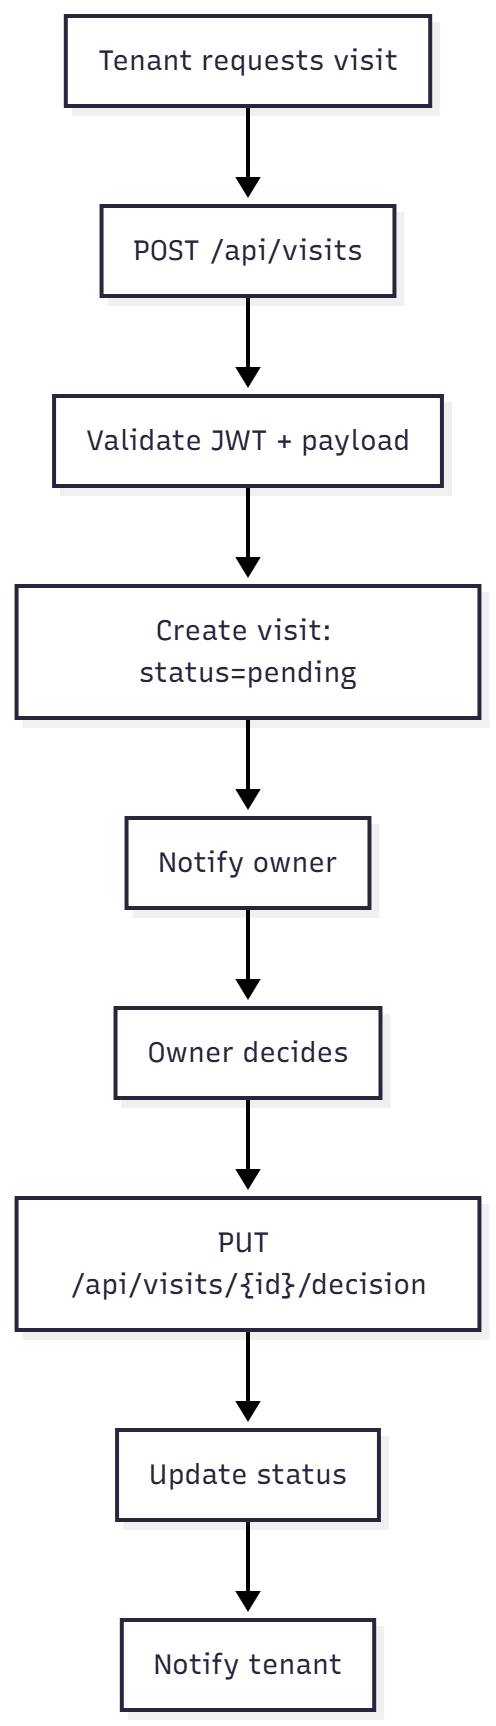 Tenant requests visit
POST /api/visits
Validate JWT + payload
Create visit:
status=pending
Notify owner
Owner decides
PUT
/api/visits/{id}/decision
Update status
Notify tenant